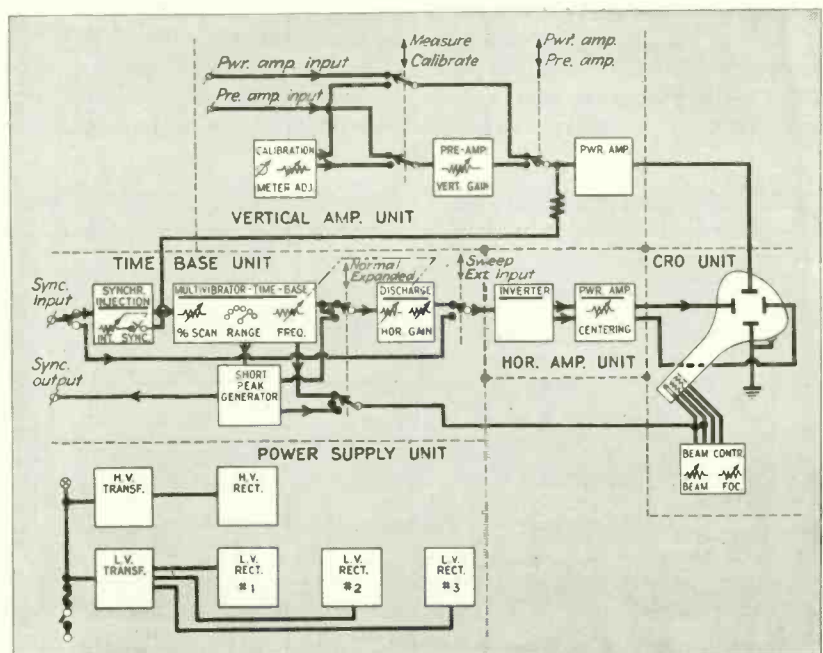 Measure
Calibrate
Pwr. amp.
Pre. amp.
Pwr. amp. input
Pre. amp. input
CALIBRATION
METER ADJ.
PRE-AMP.
VERT. GAIN
PWR. AMP.
VERTICAL AMP. UNIT
TIME BASE UNIT
CRO UNIT
Sync.
Input
SYNCHR.
INJECTION
INT. SYNC.
MULTIVIBRATOR-TIME-BASE
% SCAN RANGE FREQ.
Normal
Expanded
DISCHARGE
HOR. GAIN
Sweep
Ext. input
INVERTER
PWR. AMP.
CENTERING
HOR. AMP. UNIT
Sync.
output
SHORT
PEAK
GENERATOR
POWER SUPPLY UNIT
BEAM CONTR.
BEAM FOC.
H.V.
TRANSF.
H.V.
RECT.
L.V.
TRANSF.
L.V.
RECT.
#1
L.V.
RECT.
#2
L.V.
RECT.
#3